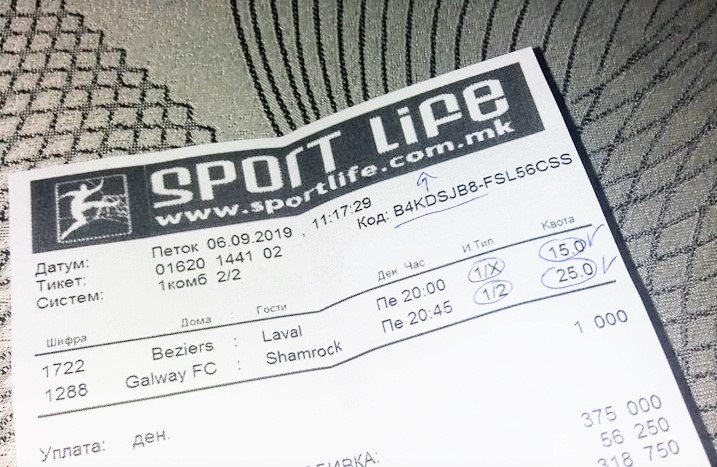 SPORT LIFE
www.sportlife.com.mk
Датум: Петок 06.09.2019 , 11:17:29
Тикет: 01620 1441 02 Код: B4KDSJB8-FSL56CSS
Систем: 1комб 2/2
Шифра Дома Гости Ден Час И.Тип Квота
1722 Beziers : Laval Пе 20:00 1/X 15.0
1288 Galway FC : Shamrock Пе 20:45 1/2 25.0
Уплата: ден. 1 000
375 000
56 250
318 750